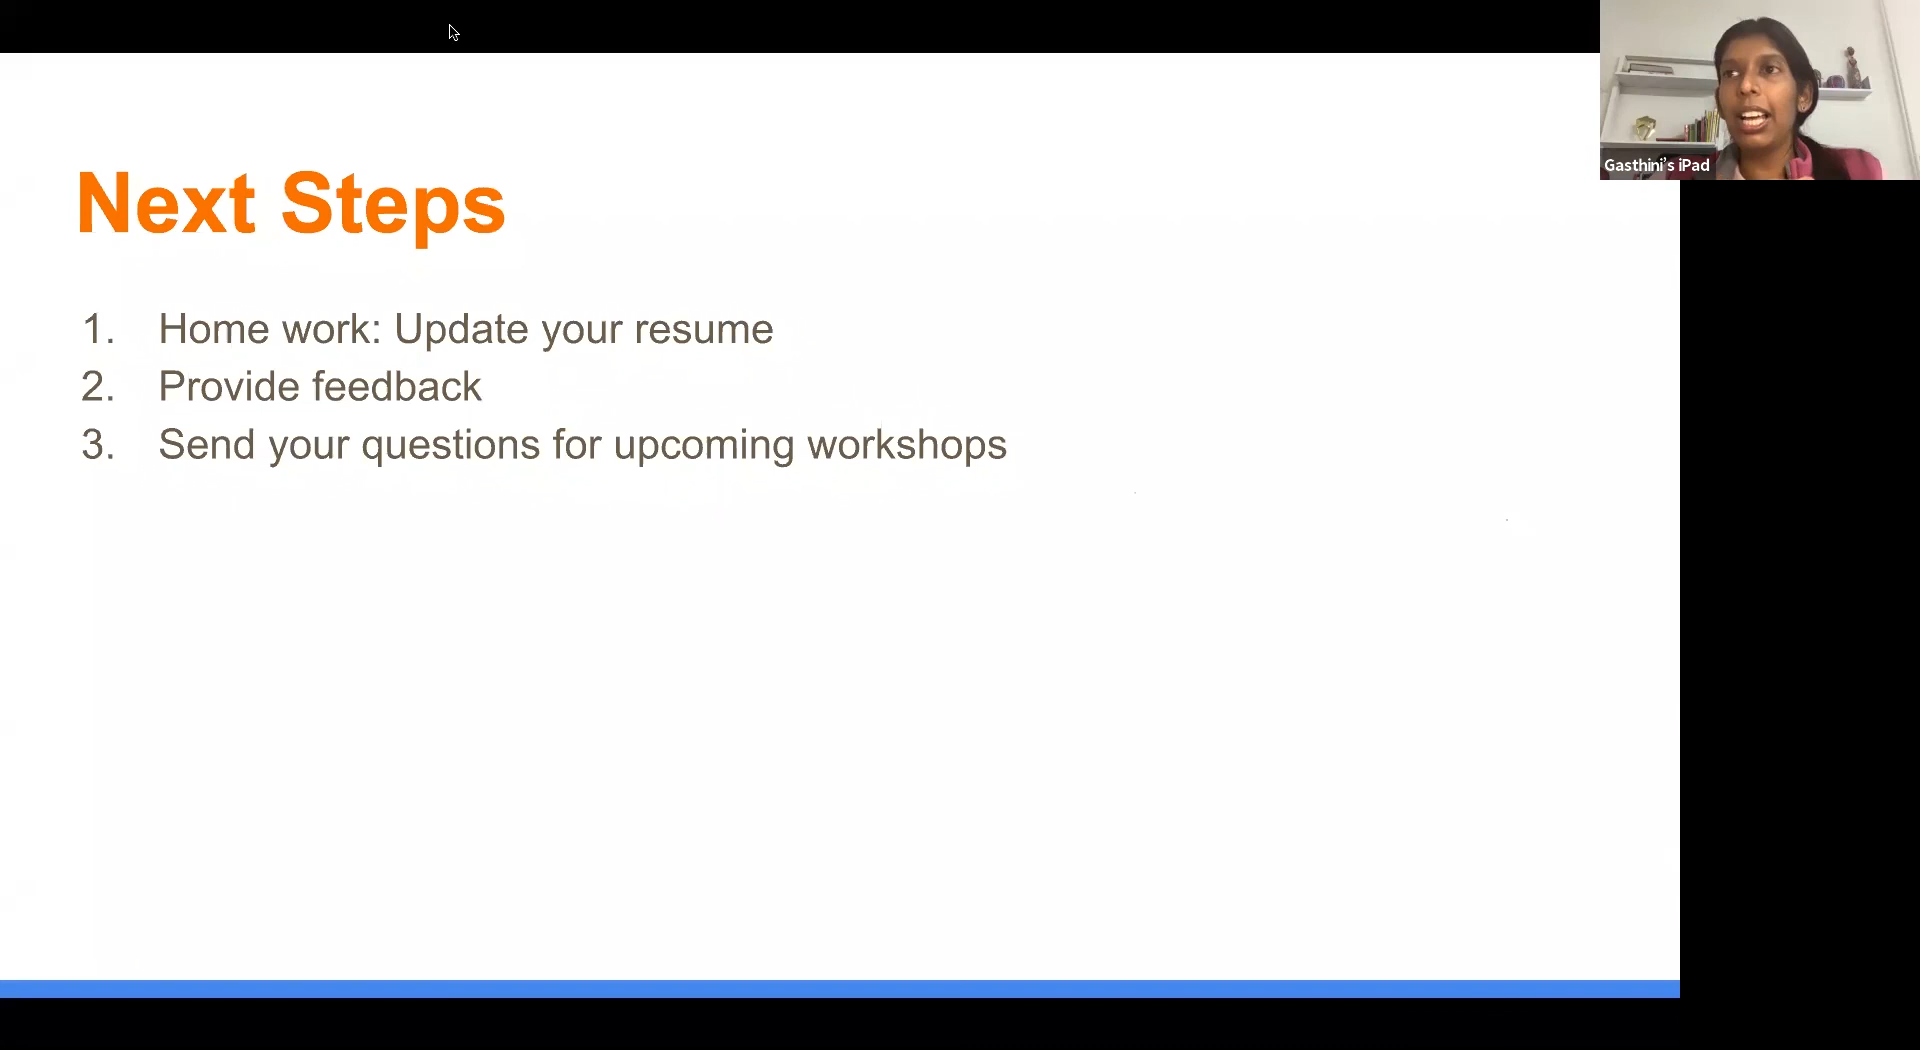 Next Steps
1. Home work: Update your resume
2. Provide feedback
3. Send your questions for upcoming workshops
Gasthini's iPad